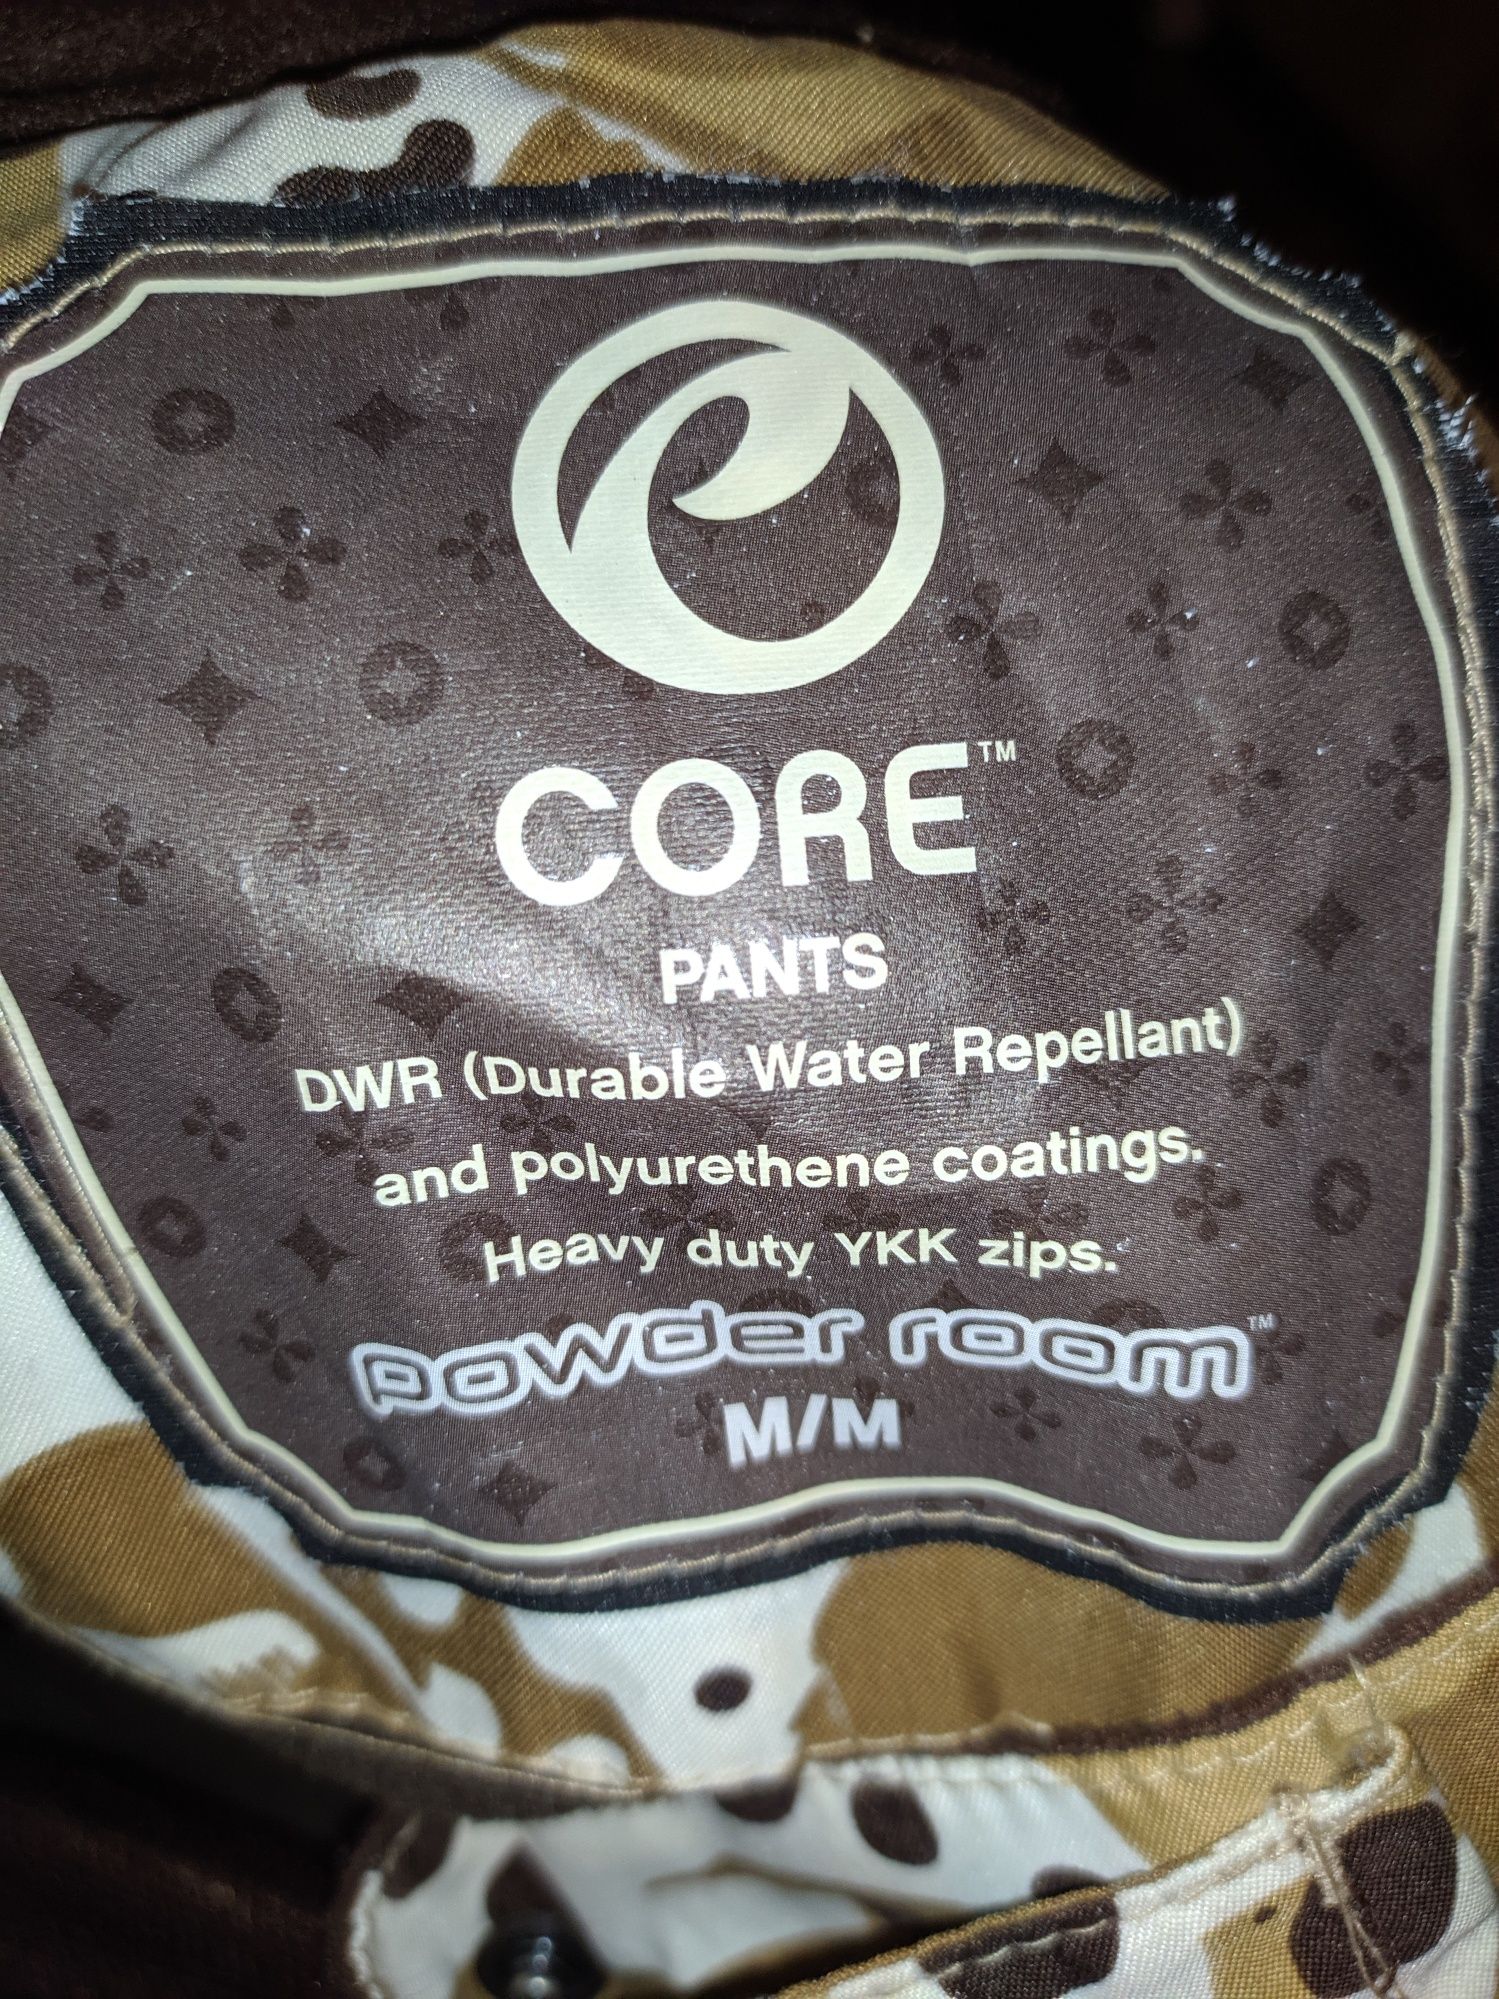 CORE™
PANTS
DWR (Durable Water Repellant)
and polyurethene coatings.
Heavy duty YKK zips.
powder room™
M/M